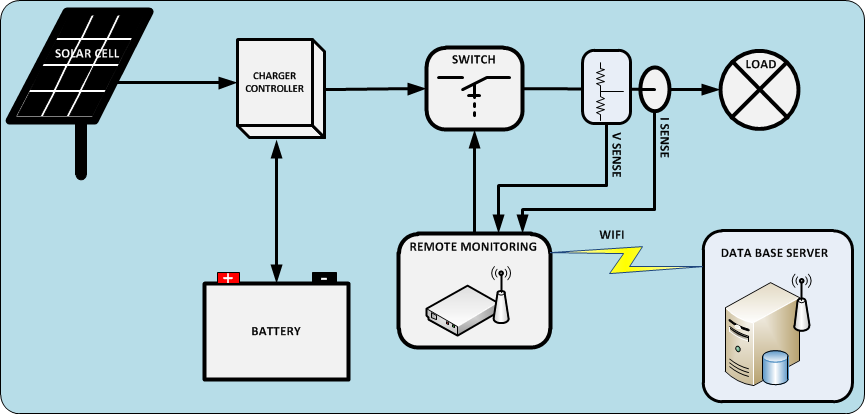 SOLAR CELL
CHARGER
CONTROLLER
SWITCH
LOAD
V SENSE
I SENSE
REMOTE MONITORING
WIFI
DATA BASE SERVER
+
-
BATTERY